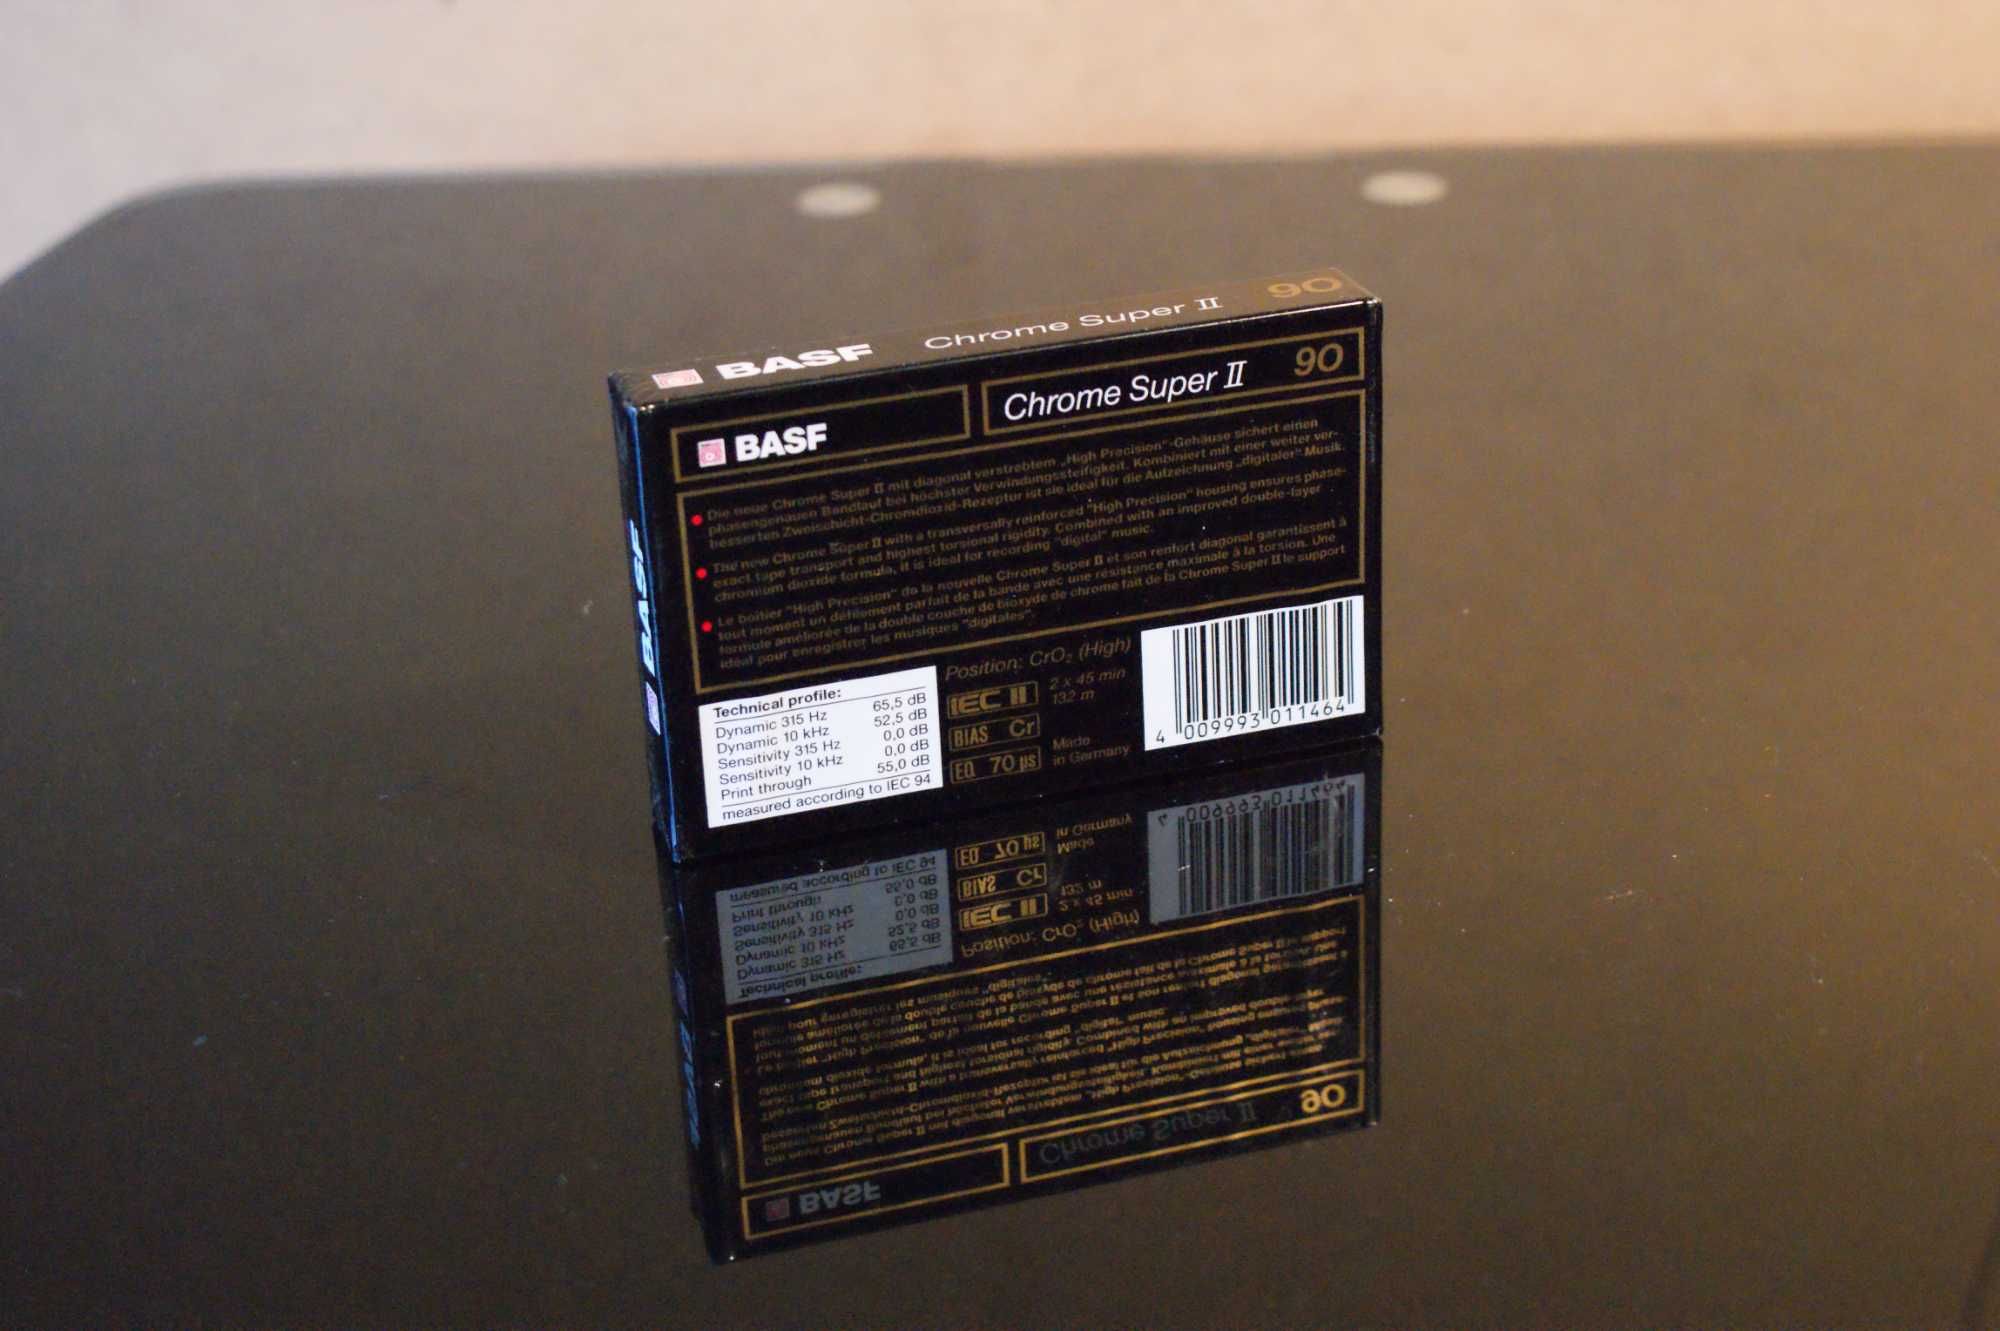 BASF Chrome Super II 90
BASF
BASF
Chrome Super II 90
Die neue Chrome Super II mit diagonal verstrebtem „High Precision"-Gehäuse sichert einen
phasengenauen Bandlauf bei höchster Verwindungssteifigkeit. Kombiniert mit einer weiter ver-
besserten Zweischicht-Chromdioxid-Rezeptur ist sie ideal für die Aufzeichnung „digitaler" Musik.
The new Chrome Super II with a transversally reinforced "High Precision" housing ensures phase-
exact tape transport and highest torsional rigidity. Combined with an improved double-layer
chromium dioxide formula, it is ideal for recording "digital" music.
Le boîtier "High Precision" de la nouvelle Chrome Super II et son renfort diagonal garantissent à
tout moment un défilement parfait de la bande avec une résistance maximale à la torsion. Une
formule améliorée de la double couche de bioxyde de chrome fait de la Chrome Super II le support
idéal pour enregistrer les musiques "digitales".
Technical profile:
Dynamic 315 Hz 65,5 dB
Dynamic 10 kHz 52,5 dB
Sensitivity 315 Hz 0,0 dB
Sensitivity 10 kHz 0,0 dB
Print through 55,0 dB
measured according to IEC 94
Position: CrO₂ (High)
IEC II
BIAS Cr
EQ 70 µs
2 x 45 min
132 m
Made
in Germany
4 009993 011464